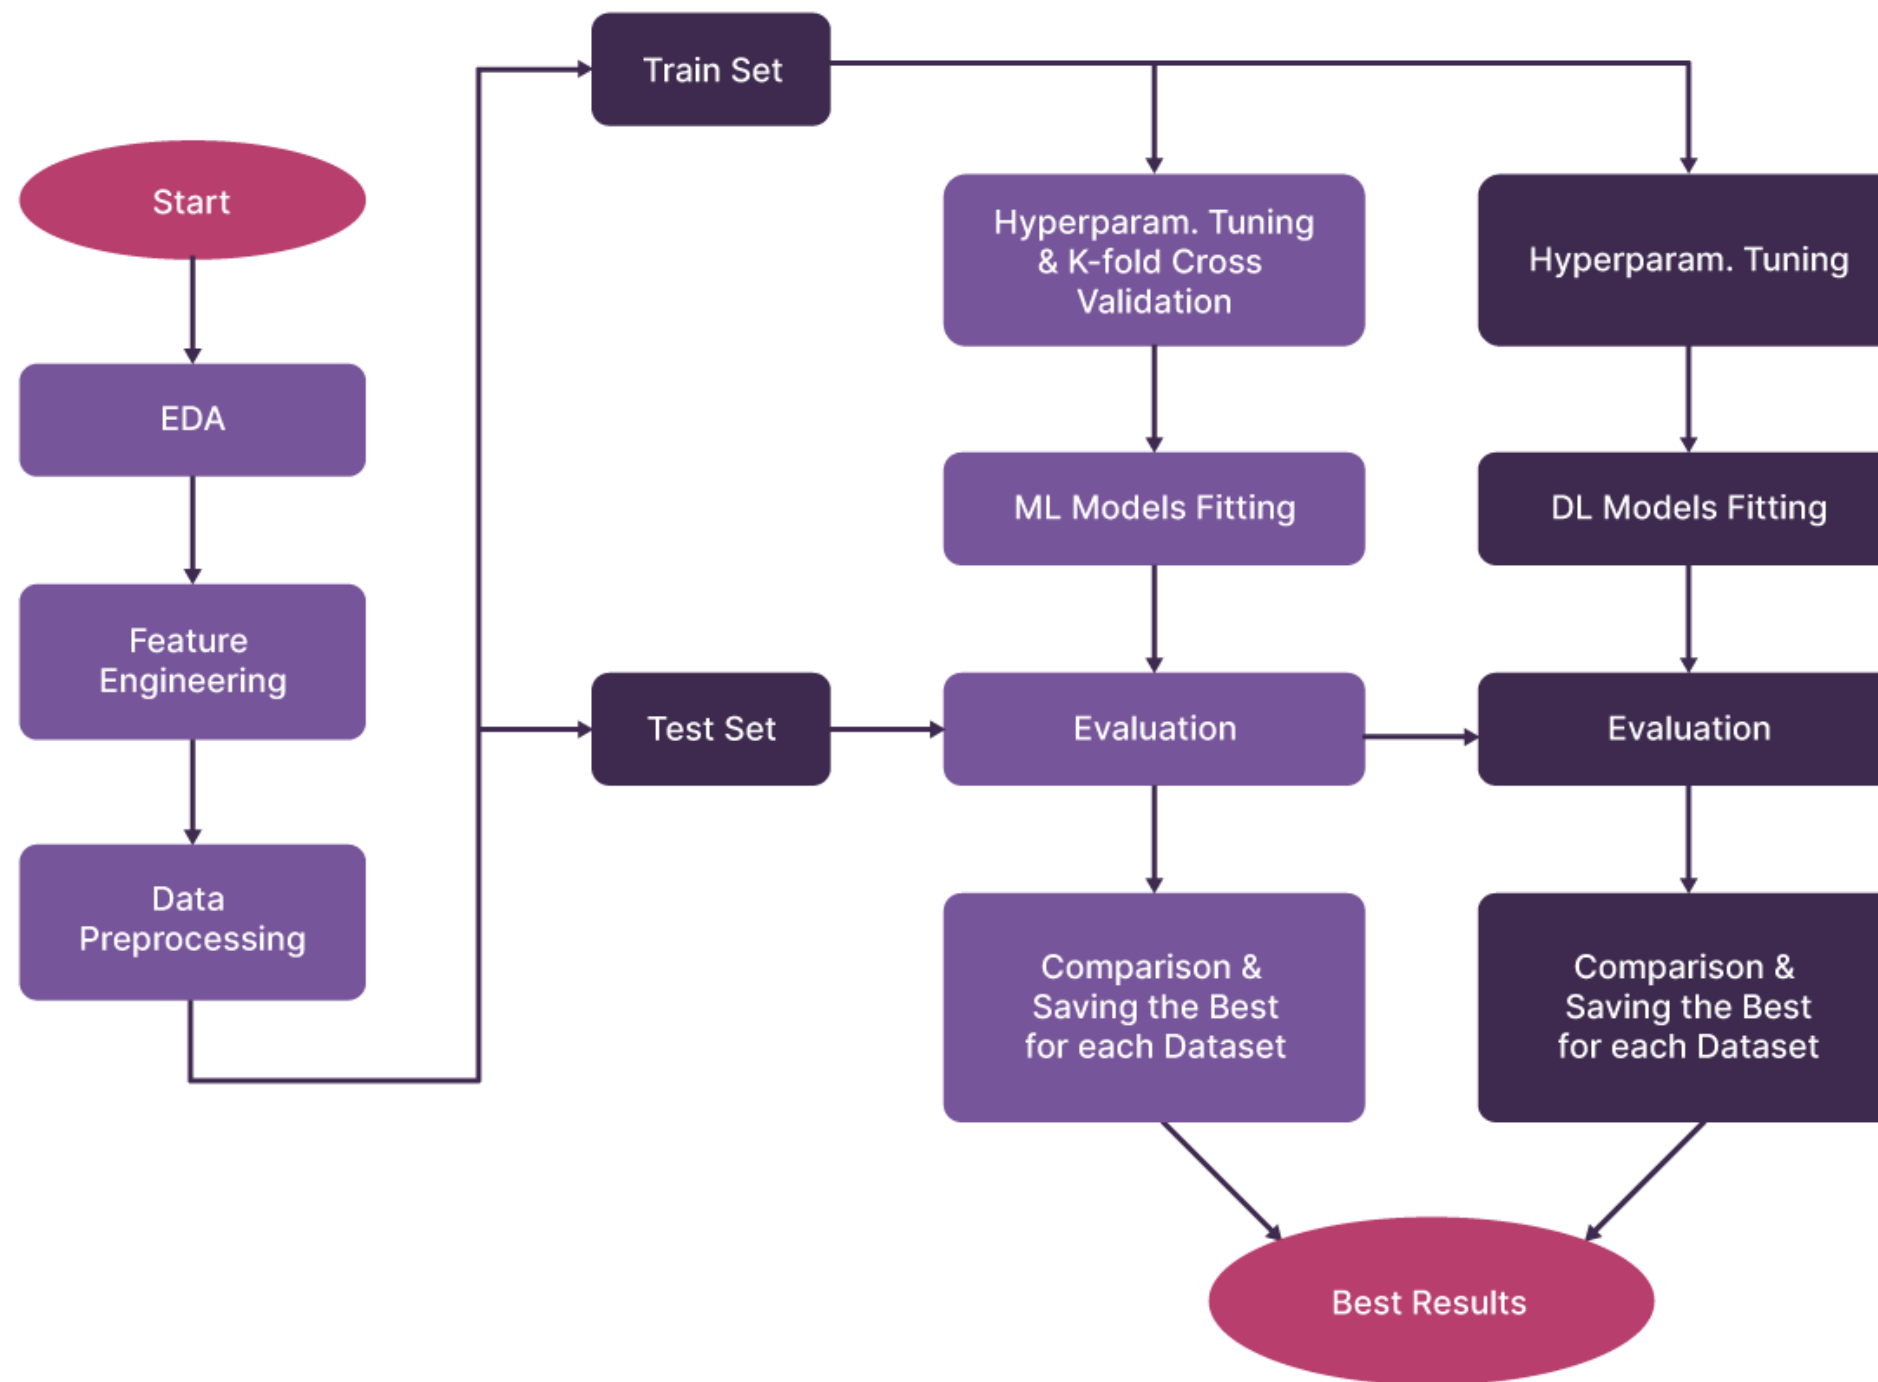 Start
EDA
Feature
Engineering
Data
Preprocessing
Train Set
Test Set
Hyperparam. Tuning
& K-fold Cross
Validation
ML Models Fitting
Evaluation
Comparison &
Saving the Best
for each Dataset
Hyperparam. Tuning
DL Models Fitting
Evaluation
Comparison &
Saving the Best
for each Dataset
Best Results